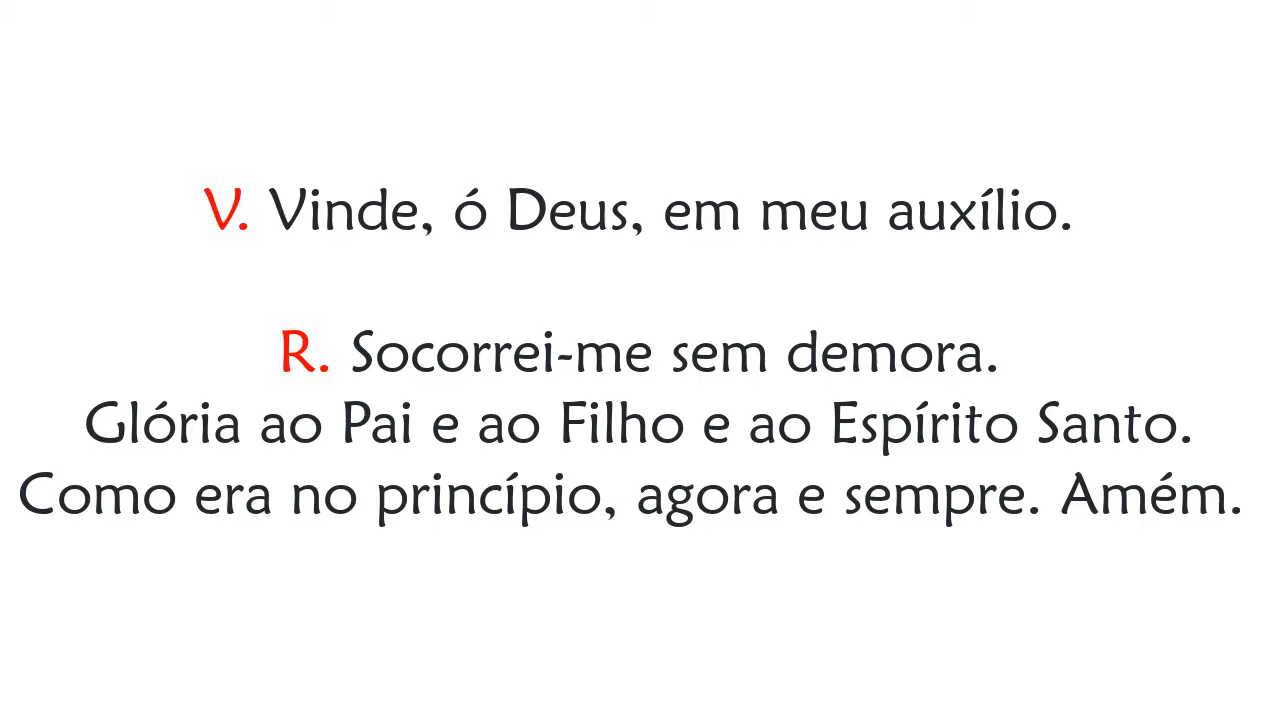 V. Vinde, ó Deus, em meu auxílio.
R. Socorrei-me sem demora.
Glória ao Pai e ao Filho e ao Espírito Santo.
Como era no princípio, agora e sempre. Amém.